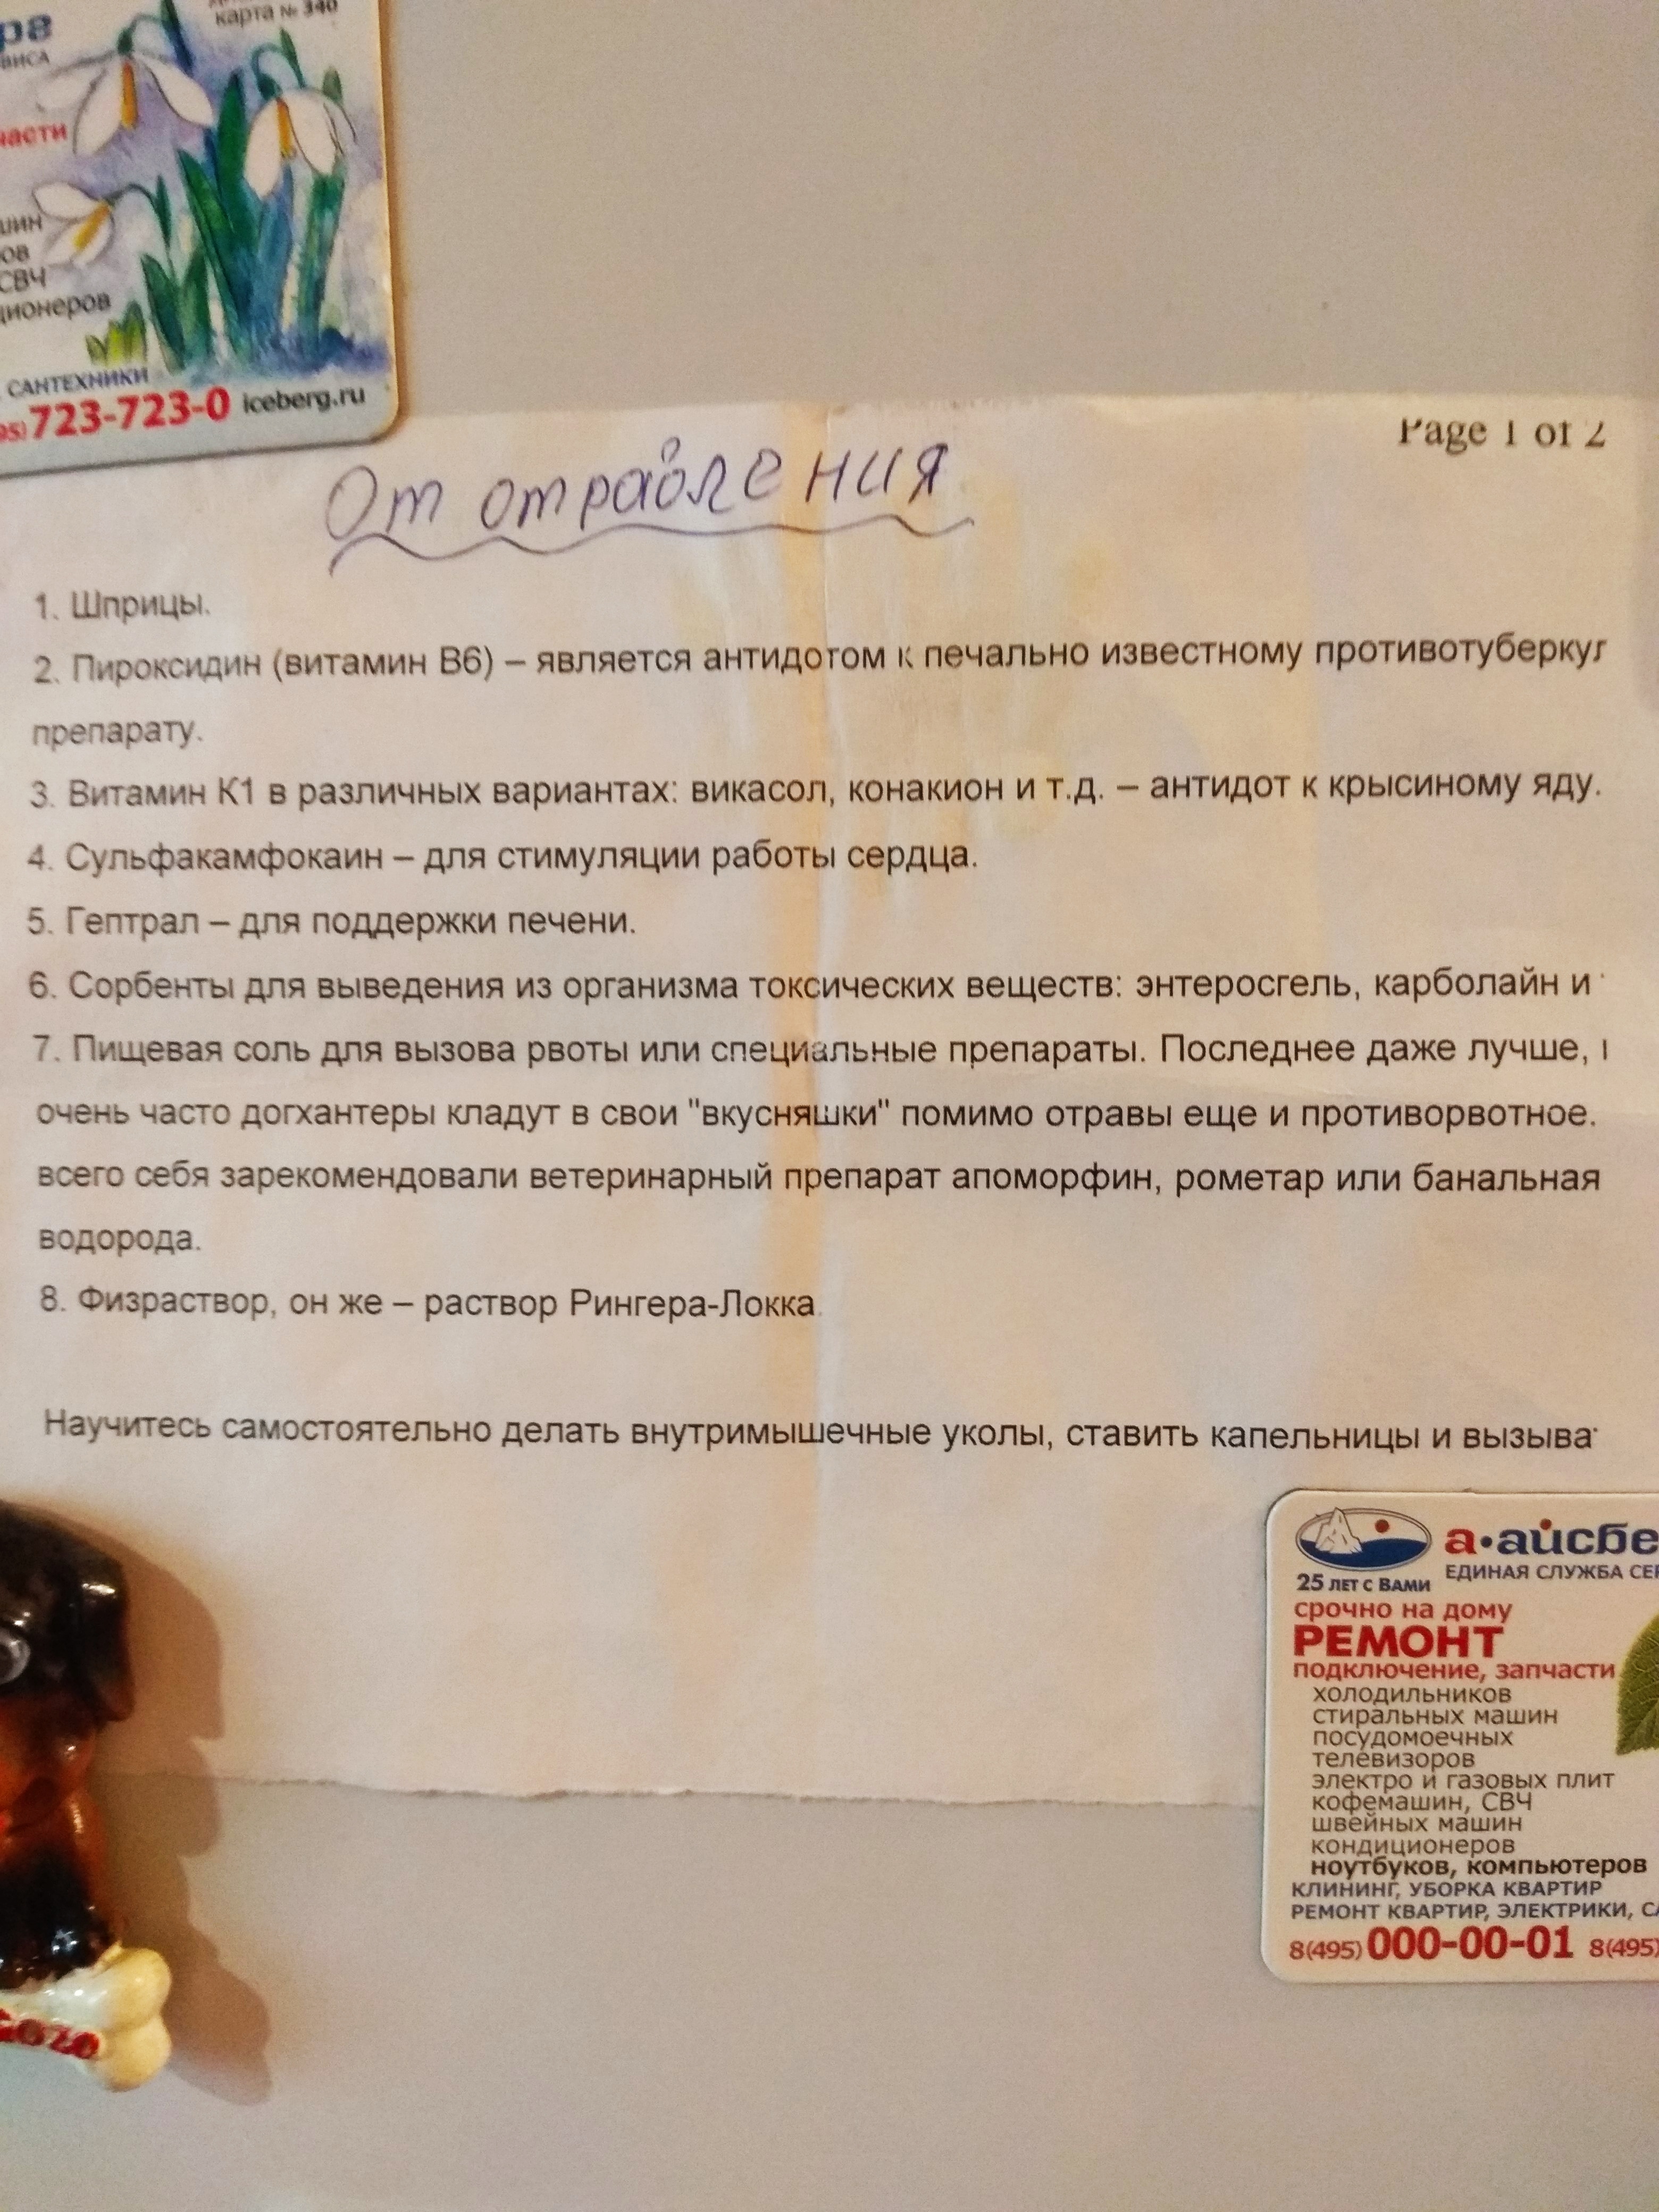 карта № 340
части
СВЧ
САНТЕХНИКИ
723-723-0 iceberg.ru
Page 1 of 2
От отравления
1. Шприцы.
2. Пироксидин (витамин В6) – является антидотом к печально известному противотуберкул
препарату.
3. Витамин К1 в различных вариантах: викасол, конакион и т.д. – антидот к крысиному яду.
4. Сульфакамфокаин – для стимуляции работы сердца.
5. Гептрал – для поддержки печени.
6. Сорбенты для выведения из организма токсических веществ: энтеросгель, карболайн и
7. Пищевая соль для вызова рвоты или специальные препараты. Последнее даже лучше,
очень часто догхантеры кладут в свои "вкусняшки" помимо отравы еще и противорвотное.
всего себя зарекомендовали ветеринарный препарат апоморфин, рометар или банальная
водорода.
8. Физраствор, он же – раствор Рингера-Локка.
Научитесь самостоятельно делать внутримышечные уколы, ставить капельницы и вызыва
а•айсбе
ЕДИНАЯ СЛУЖБА СЕР
25 ЛЕТ С ВАМИ
срочно на дому
РЕМОНТ
подключение, запчасти
холодильников
стиральных машин
посудомоечных
телевизоров
электро и газовых плит
кофемашин, СВЧ
швейных машин
кондиционеров
ноутбуков, компьютеров
КЛИНИНГ, УБОРКА КВАРТИР
РЕМОНТ КВАРТИР, ЭЛЕКТРИКИ, СА
8(495) 000-00-01 8(495)